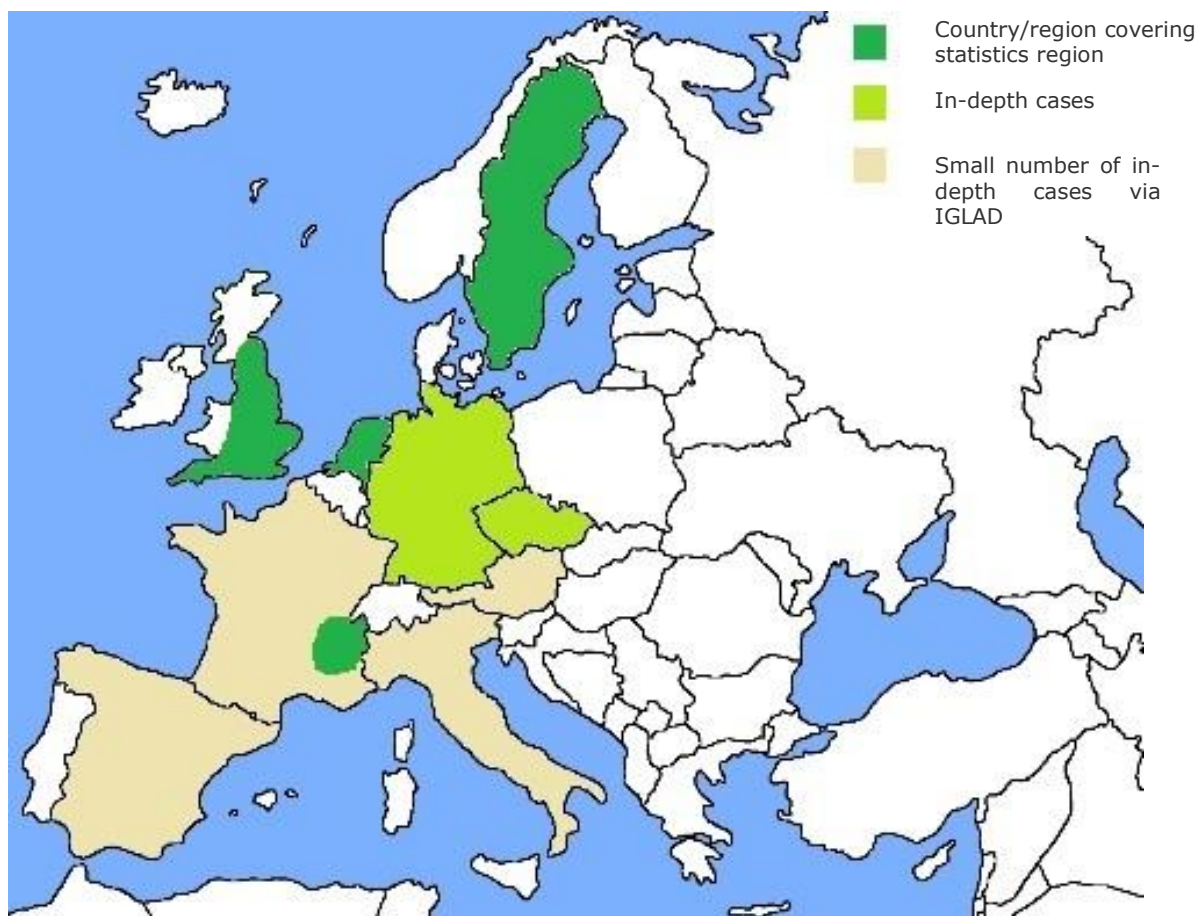 Country/region covering
statistics region
In-depth cases
Small number of in-
depth cases via
IGLAD